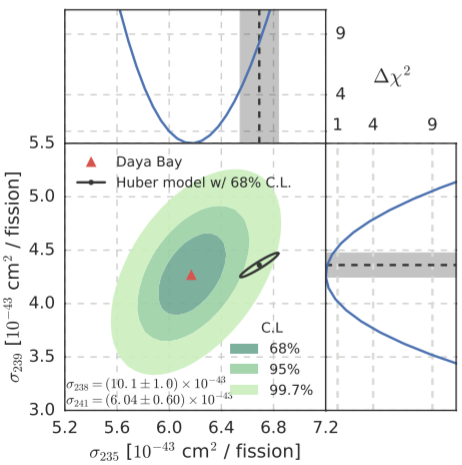 9
4
Δχ²
1 4 9
5.5
5.0
4.5
4.0
3.5
3.0
σ₂₃₉ [10⁻⁴³ cm² / fission]
Daya Bay
Huber model w/ 68% C.L.
C.L
68%
95%
99.7%
σ₂₃₈ = (10.1 ± 1.0) × 10⁻⁴³
σ₂₄₁ = (6.04 ± 0.60) × 10⁻⁴³
5.2 5.6 6.0 6.4 6.8 7.2
σ₂₃₅ [10⁻⁴³ cm² / fission]